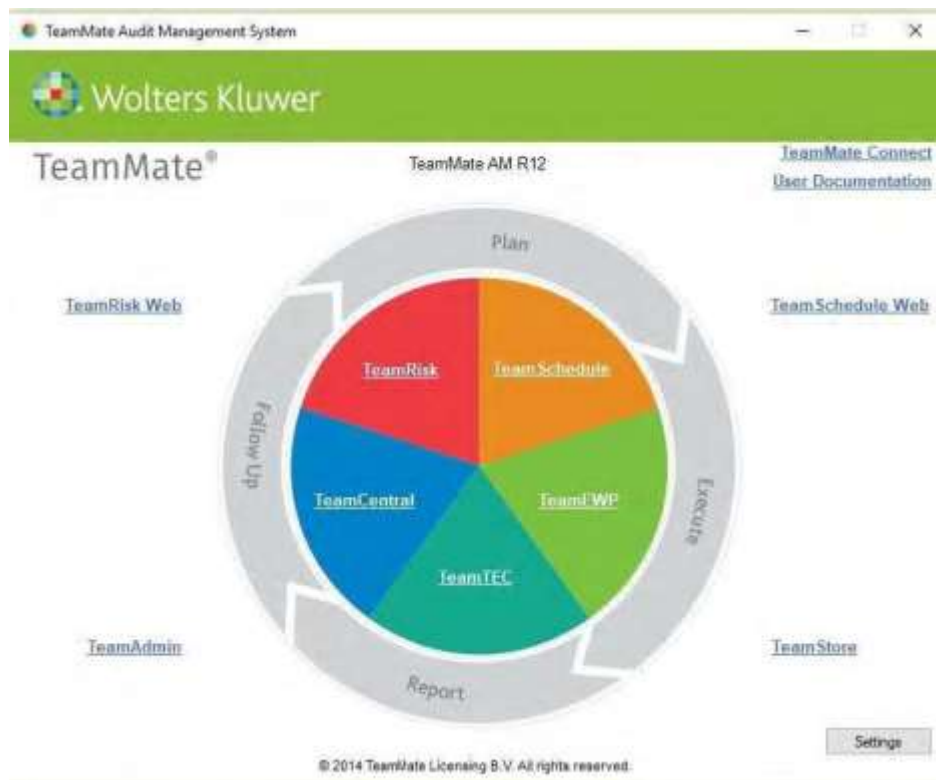 TeamMate Audit Management System
Wolters Kluwer
TeamMate®
TeamMate AM R12
TeamMate Connect
User Documentation
Plan
TeamRisk Web
TeamSchedule Web
TeamRisk
TeamSchedule
Follow Up
TeamCentral
TeamEWP
Execute
TeamTEC
TeamAdmin
TeamStore
Report
Settings
© 2014 TeamMate Licensing B.V. All rights reserved.